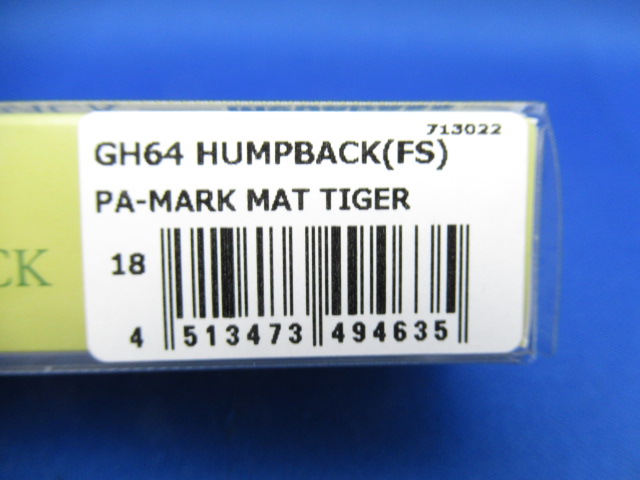 713022
GH64 HUMPBACK(FS)
PA-MARK MAT TIGER
18
4 513473 494635
CK